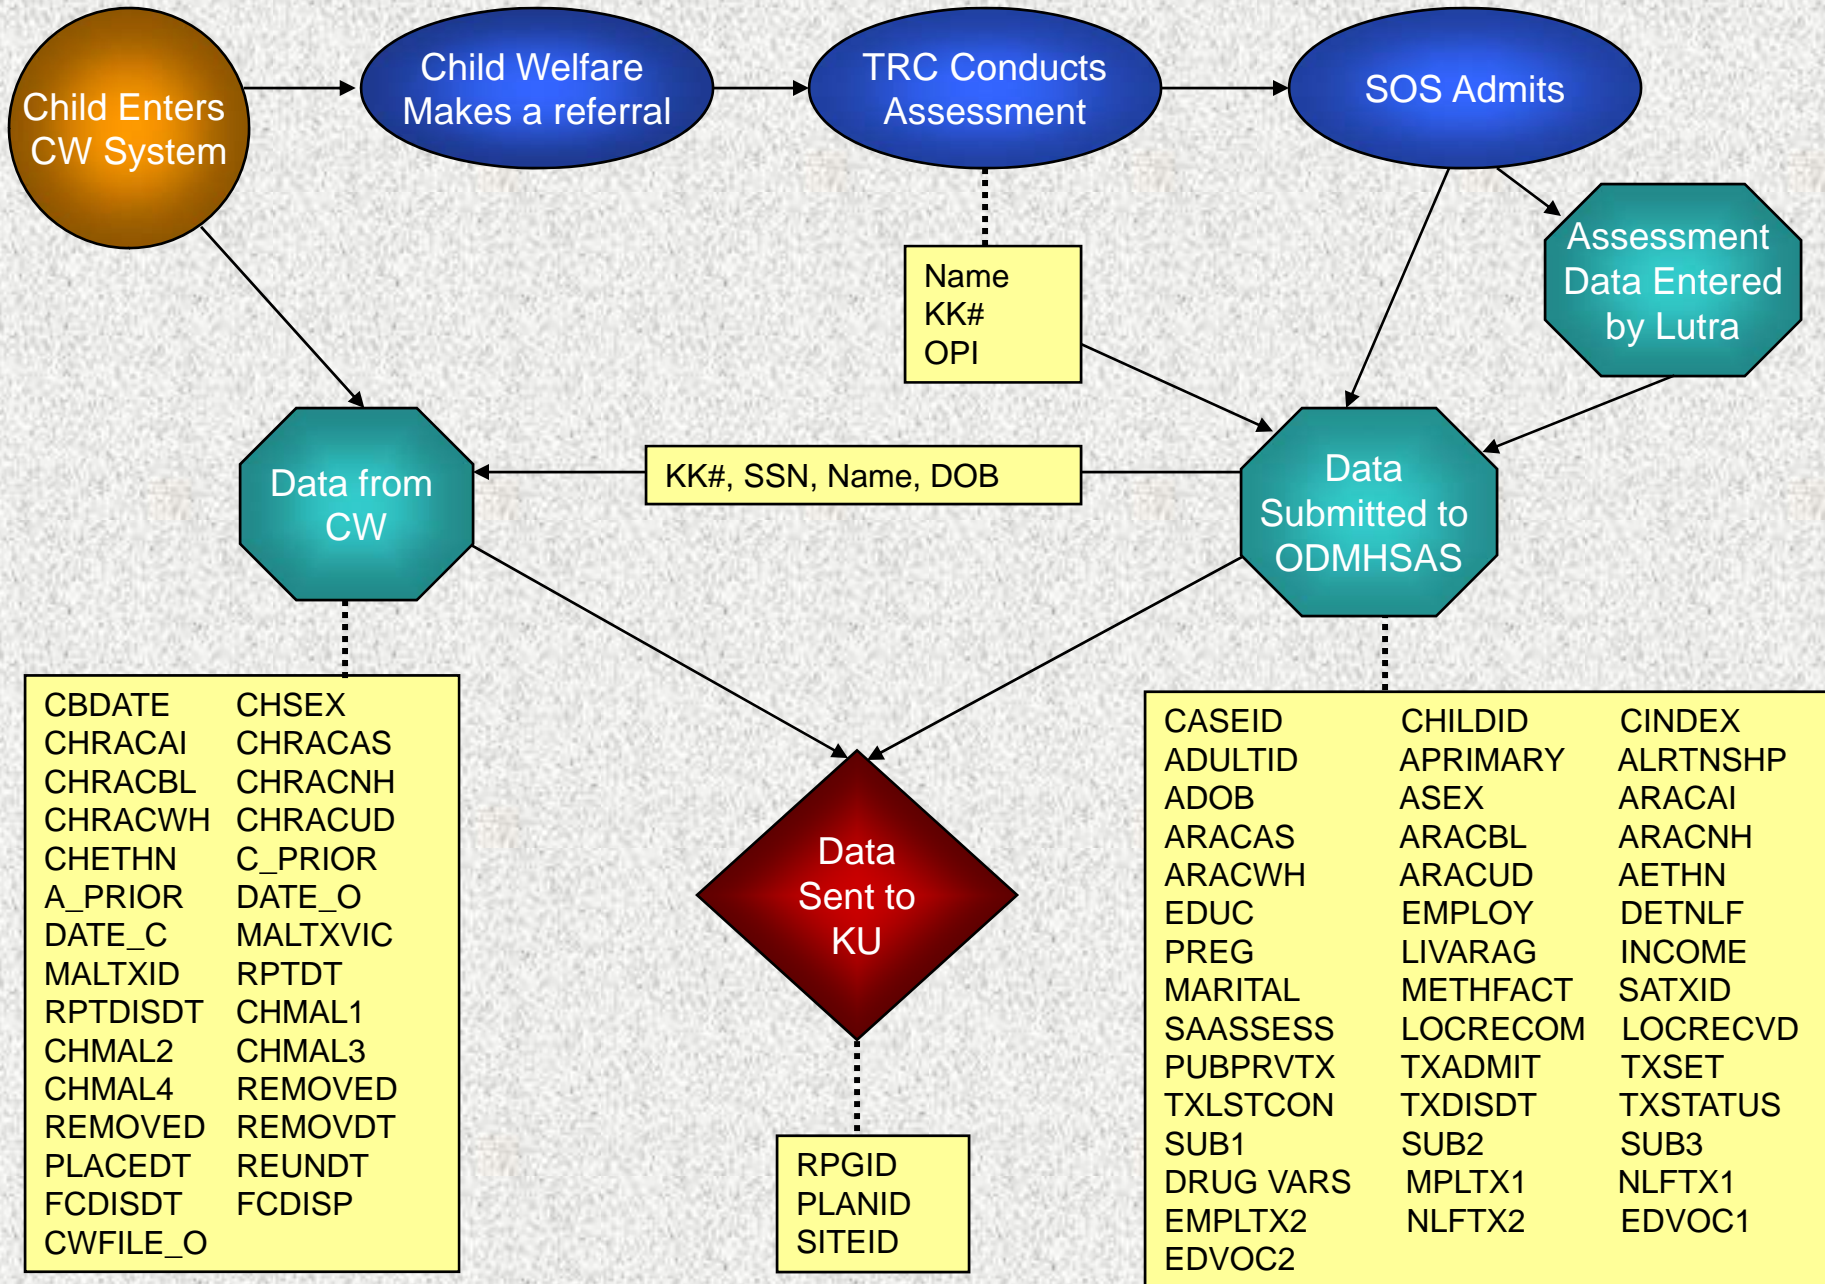 Child Enters
CW System
Child Welfare
Makes a referral
TRC Conducts
Assessment
SOS Admits
Assessment
Data Entered
by Lutra
Name
KK#
OPI
Data from
CW
KK#, SSN, Name, DOB
Data
Submitted to
ODMHSAS
CBDATE CHSEX
CHRACAI CHRACAS
CHRACBL CHRACNH
CHRACWH CHRACUD
CHETHN C_PRIOR
A_PRIOR DATE_O
DATE_C MALTXVIC
MALTXID RPTDT
RPTDISDT CHMAL1
CHMAL2 CHMAL3
CHMAL4 REMOVED
REMOVED REMOVDT
PLACEDT REUNDT
FCDISDT FCDISP
CWFILE_O
Data
Sent to
KU
RPGID
PLANID
SITEID
CASEID CHILDID CINDEX
ADULTID APRIMARY ALRTNSHP
ADOB ASEX ARACAI
ARACAS ARACBL ARACNH
ARACWH ARACUD AETHN
EDUC EMPLOY DETNLF
PREG LIVARAG INCOME
MARITAL METHFACT SATXID
SAASSESS LOCRECOM LOCRECVD
PUBPRVTX TXADMIT TXSET
TXLSTCON TXDISDT TXSTATUS
SUB1 SUB2 SUB3
DRUG VARS MPLTX1 NLFTX1
EMPLTX2 NLFTX2 EDVOC1
EDVOC2